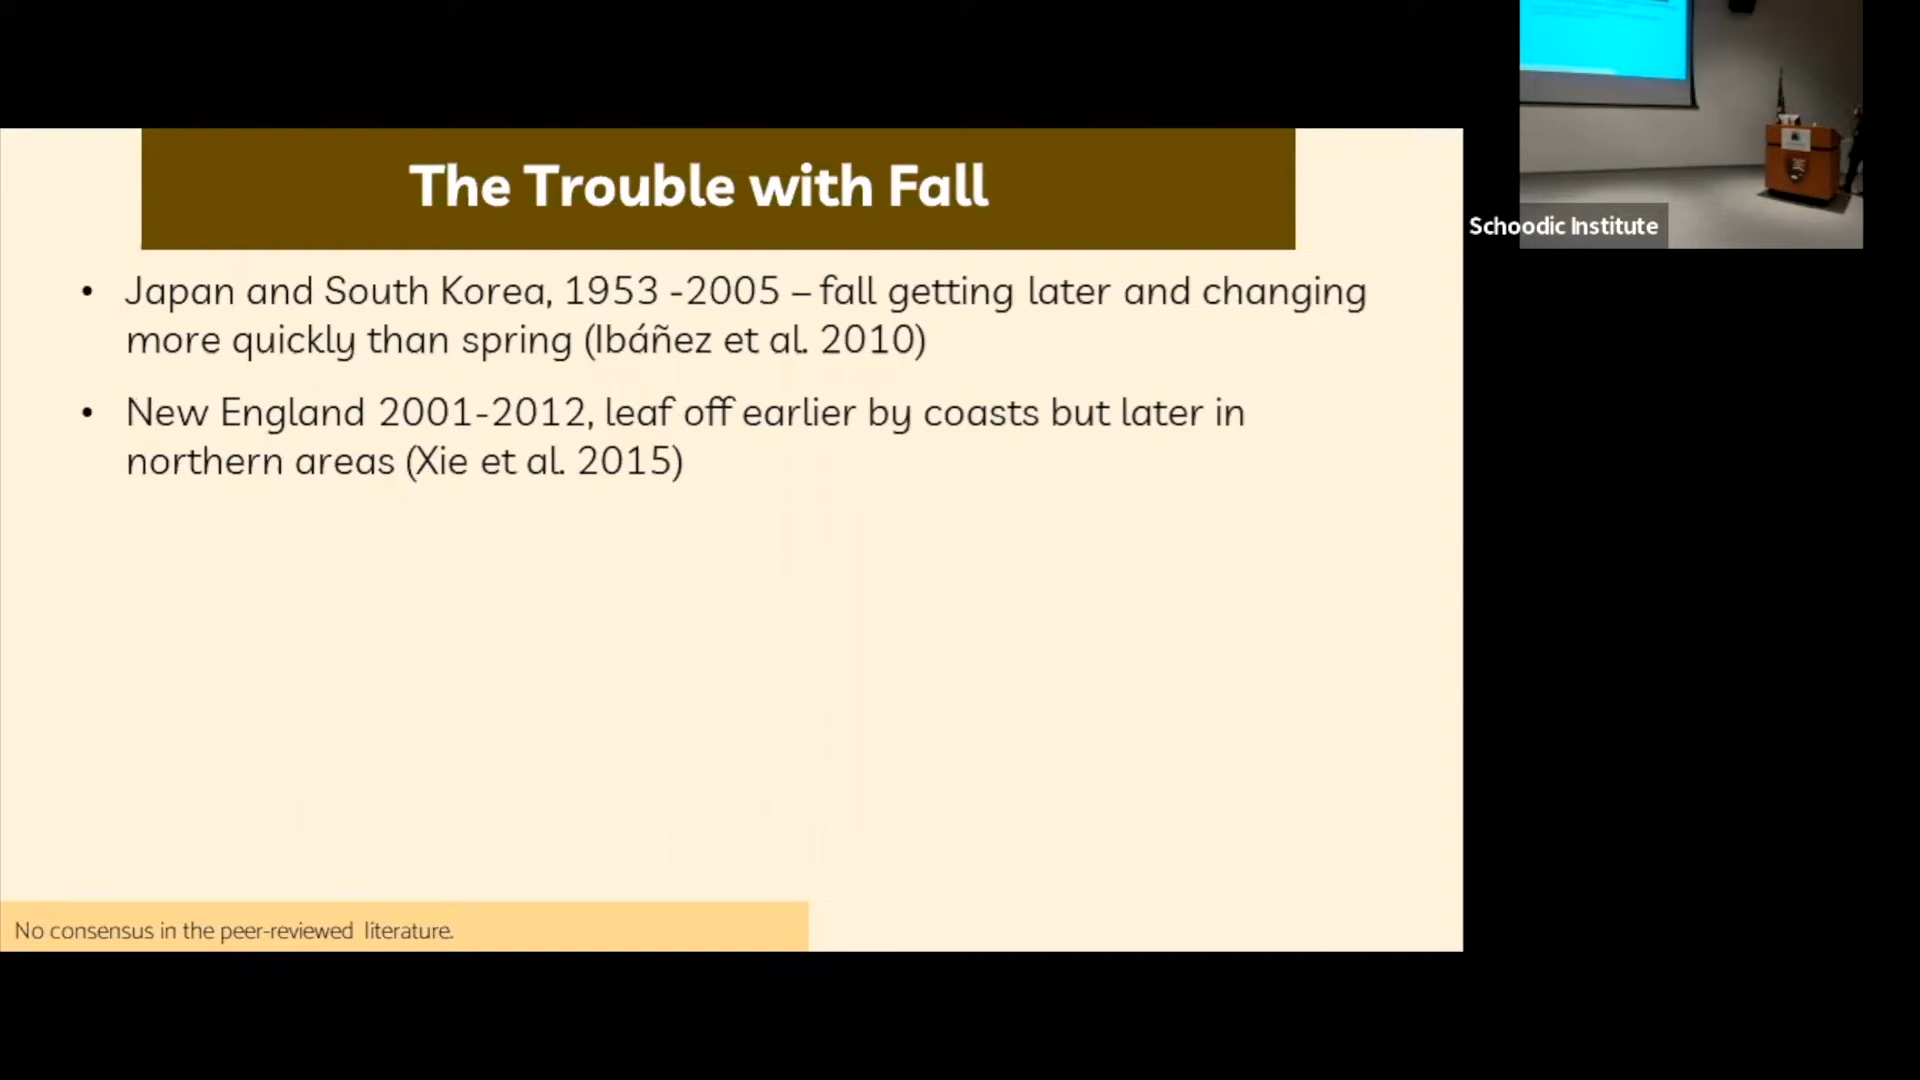 The Trouble with Fall
• Japan and South Korea, 1953 -2005 – fall getting later and changing
more quickly than spring (Ibáñez et al. 2010)
• New England 2001-2012, leaf off earlier by coasts but later in
northern areas (Xie et al. 2015)
No consensus in the peer-reviewed literature.
Schoodic Institute